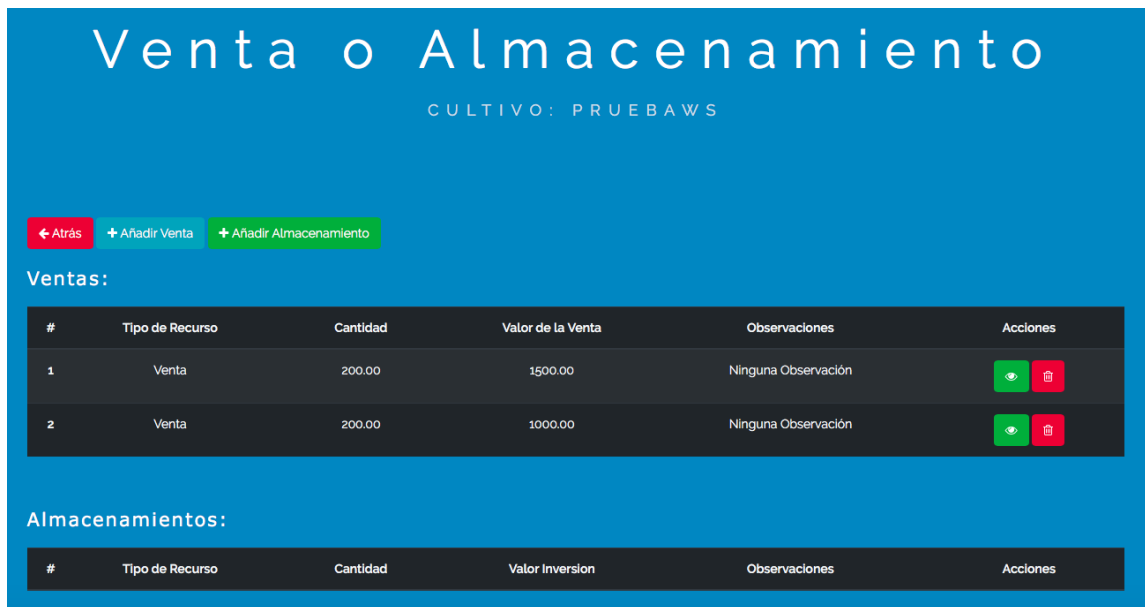 Venta o Almacenamiento
CULTIVO: PRUEBAWS
Atrás + Añadir Venta + Añadir Almacenamiento
Ventas:
# Tipo de Recurso Cantidad Valor de la Venta Observaciones Acciones
1 Venta 200.00 1500.00 Ninguna Observación
2 Venta 200.00 1000.00 Ninguna Observación
Almacenamientos:
# Tipo de Recurso Cantidad Valor Inversion Observaciones Acciones